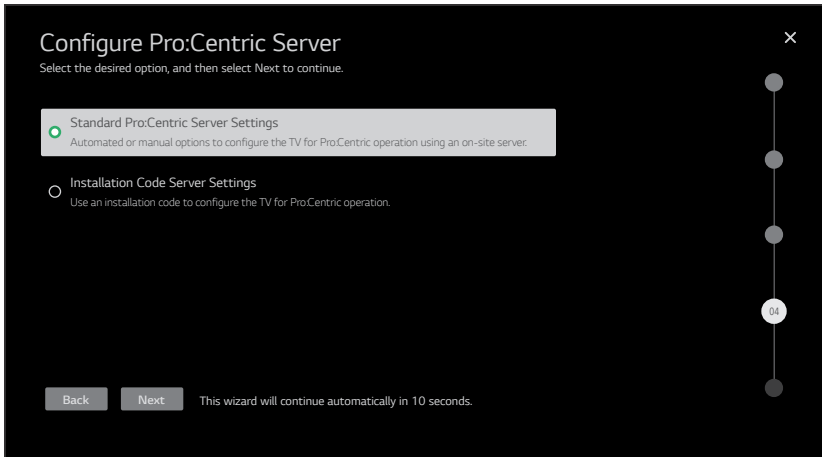 Configure Pro:Centric Server
Select the desired option, and then select Next to continue.
Standard Pro:Centric Server Settings
Automated or manual options to configure the TV for Pro:Centric operation using an on-site server.
Installation Code Server Settings
Use an installation code to configure the TV for Pro:Centric operation.
04
Back Next This wizard will continue automatically in 10 seconds.